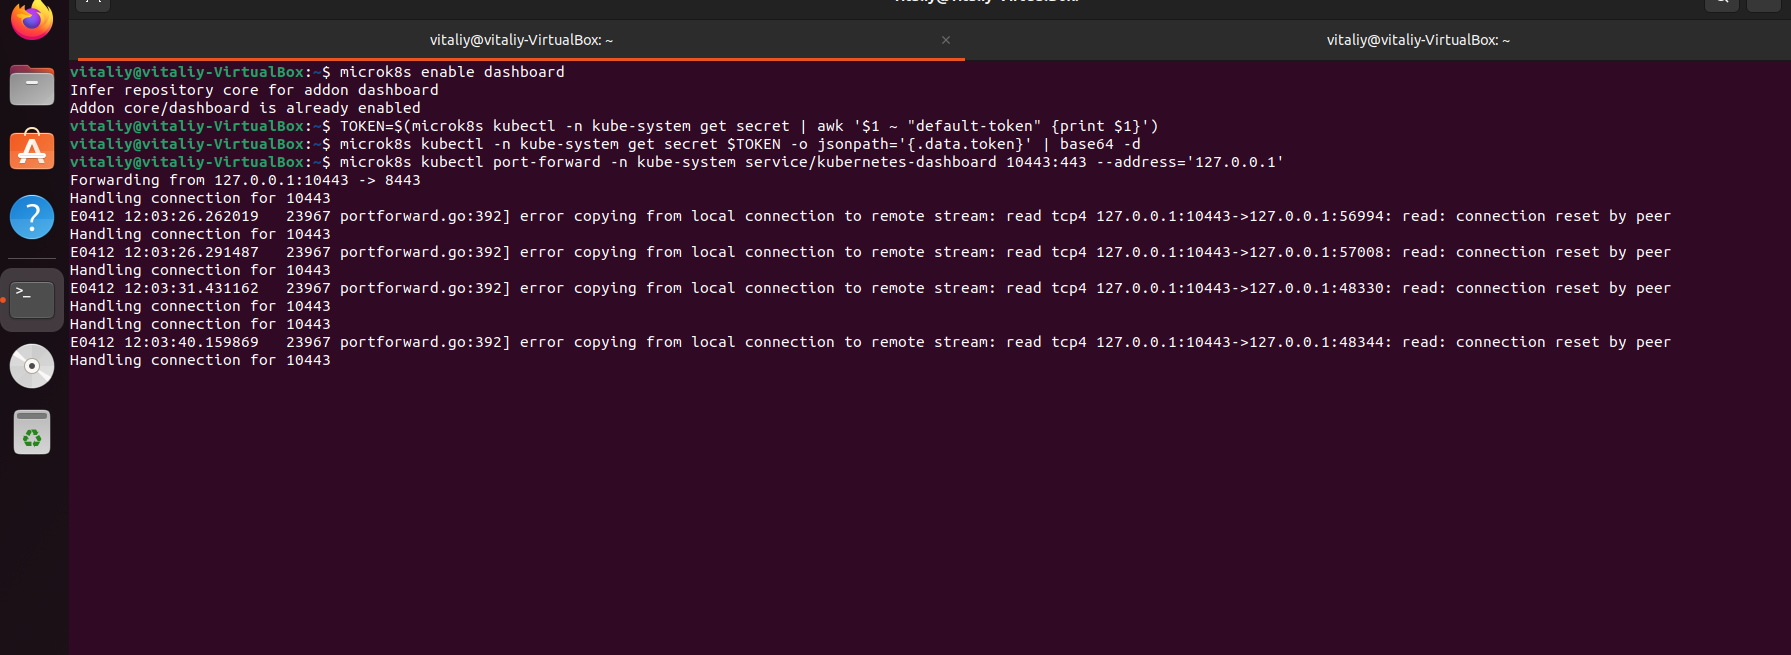 vitaliy@vitaliy-VirtualBox: ~
vitaliy@vitaliy-VirtualBox: ~
vitaliy@vitaliy-VirtualBox:~$ microk8s enable dashboard
Infer repository core for addon dashboard
Addon core/dashboard is already enabled
vitaliy@vitaliy-VirtualBox:~$ TOKEN=$(microk8s kubectl -n kube-system get secret | awk '$1 ~ "default-token" {print $1}')
vitaliy@vitaliy-VirtualBox:~$ microk8s kubectl -n kube-system get secret $TOKEN -o jsonpath='{.data.token}' | base64 -d
vitaliy@vitaliy-VirtualBox:~$ microk8s kubectl port-forward -n kube-system service/kubernetes-dashboard 10443:443 --address='127.0.0.1'
Forwarding from 127.0.0.1:10443 -> 8443
Handling connection for 10443
E0412 12:03:26.262019   23967 portforward.go:392] error copying from local connection to remote stream: read tcp4 127.0.0.1:10443->127.0.0.1:56994: read: connection reset by peer
Handling connection for 10443
E0412 12:03:26.291487   23967 portforward.go:392] error copying from local connection to remote stream: read tcp4 127.0.0.1:10443->127.0.0.1:57008: read: connection reset by peer
Handling connection for 10443
E0412 12:03:31.431162   23967 portforward.go:392] error copying from local connection to remote stream: read tcp4 127.0.0.1:10443->127.0.0.1:48330: read: connection reset by peer
Handling connection for 10443
Handling connection for 10443
E0412 12:03:40.159869   23967 portforward.go:392] error copying from local connection to remote stream: read tcp4 127.0.0.1:10443->127.0.0.1:48344: read: connection reset by peer
Handling connection for 10443